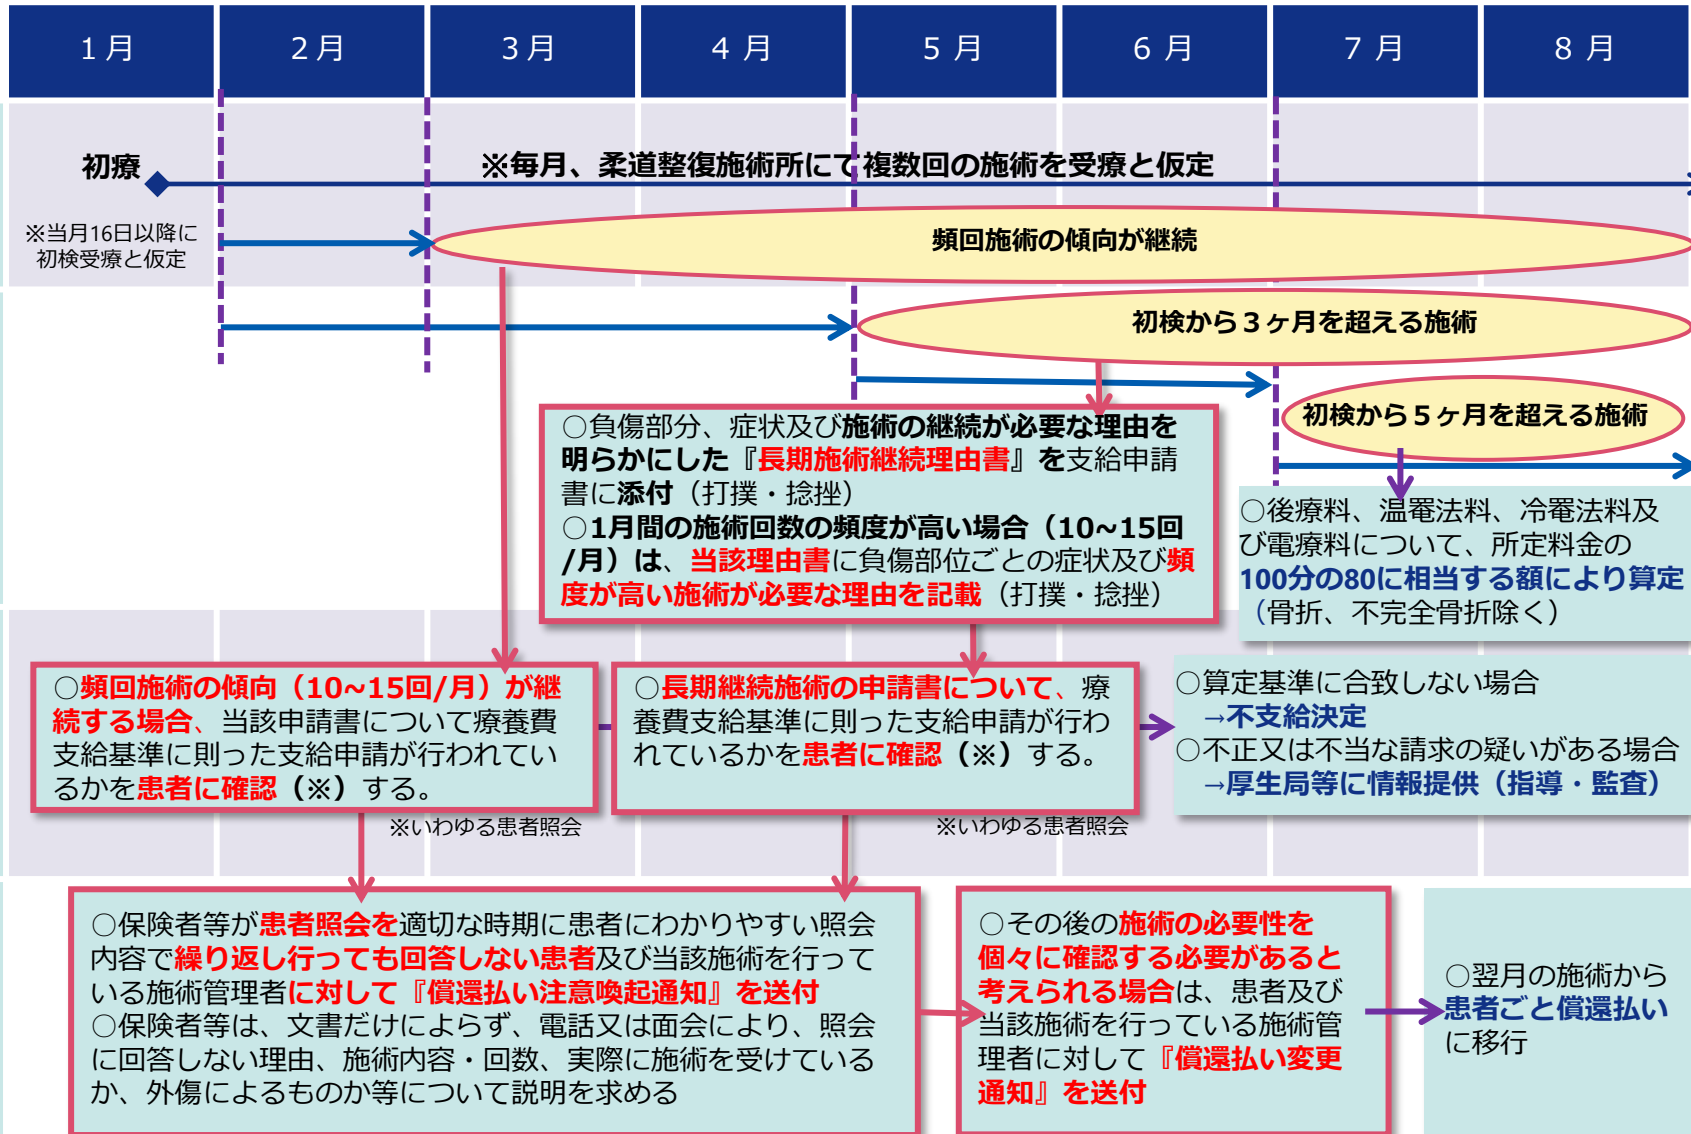 1月
2月
3月
4 月
5 月
6 月
7 月
8 月
初療
※毎月、柔道整復施術所にて複数回の施術を受療と仮定
※当月16日以降に
初検受療と仮定
頻回施術の傾向が継続
初検から３ヶ月を超える施術
初検から５ヶ月を超える施術
○負傷部分、症状及び施術の継続が必要な理由を
明らかにした『長期施術継続理由書』を支給申請
書に添付（打撲・捻挫）
○1月間の施術回数の頻度が高い場合（10~15回
/月）は、当該理由書に負傷部位ごとの症状及び頻
度が高い施術が必要な理由を記載（打撲・捻挫）
○後療料、温罨法料、冷罨法料及
び電療料について、所定料金の
100分の80に相当する額により算定
（骨折、不完全骨折除く）
○頻回施術の傾向（10~15回/月）が継
続する場合、当該申請書について療養費
支給基準に則った支給申請が行われてい
るかを患者に確認（※）する。
※いわゆる患者照会
○長期継続施術の申請書について、療
養費支給基準に則った支給申請が行わ
れているかを患者に確認（※）する。
※いわゆる患者照会
○算定基準に合致しない場合
→不支給決定
○不正又は不当な請求の疑いがある場合
→厚生局等に情報提供（指導・監査）
○保険者等が患者照会を適切な時期に患者にわかりやすい照会
内容で繰り返し行っても回答しない患者及び当該施術を行って
いる施術管理者に対して『償還払い注意喚起通知』を送付
○保険者等は、文書だけによらず、電話又は面会により、照会
に回答しない理由、施術内容・回数、実際に施術を受けている
か、外傷によるものか等について説明を求める
○その後の施術の必要性を
個々に確認する必要があると
考えられる場合は、患者及び
当該施術を行っている施術管
理者に対して『償還払い変更
通知』を送付
○翌月の施術から
患者ごと償還払い
に移行